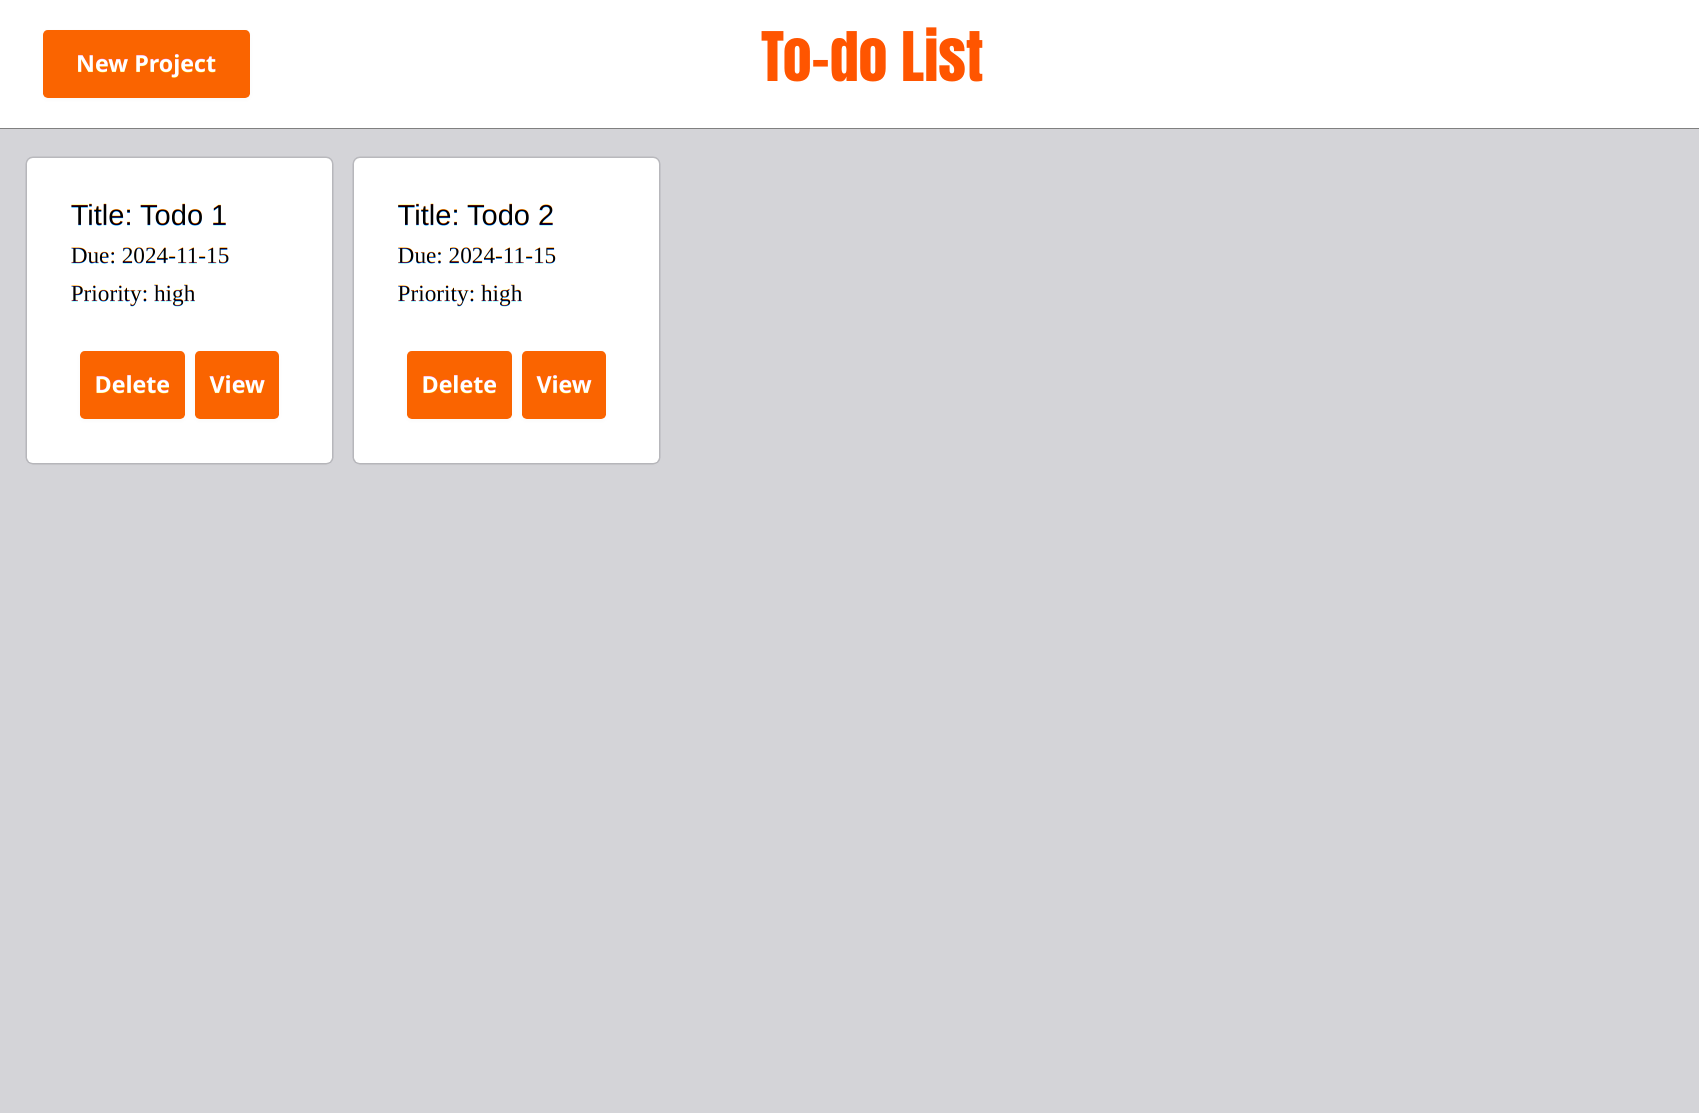 New Project
To-do List
Title: Todo 1
Due: 2024-11-15
Priority: high
Delete
View
Title: Todo 2
Due: 2024-11-15
Priority: high
Delete
View